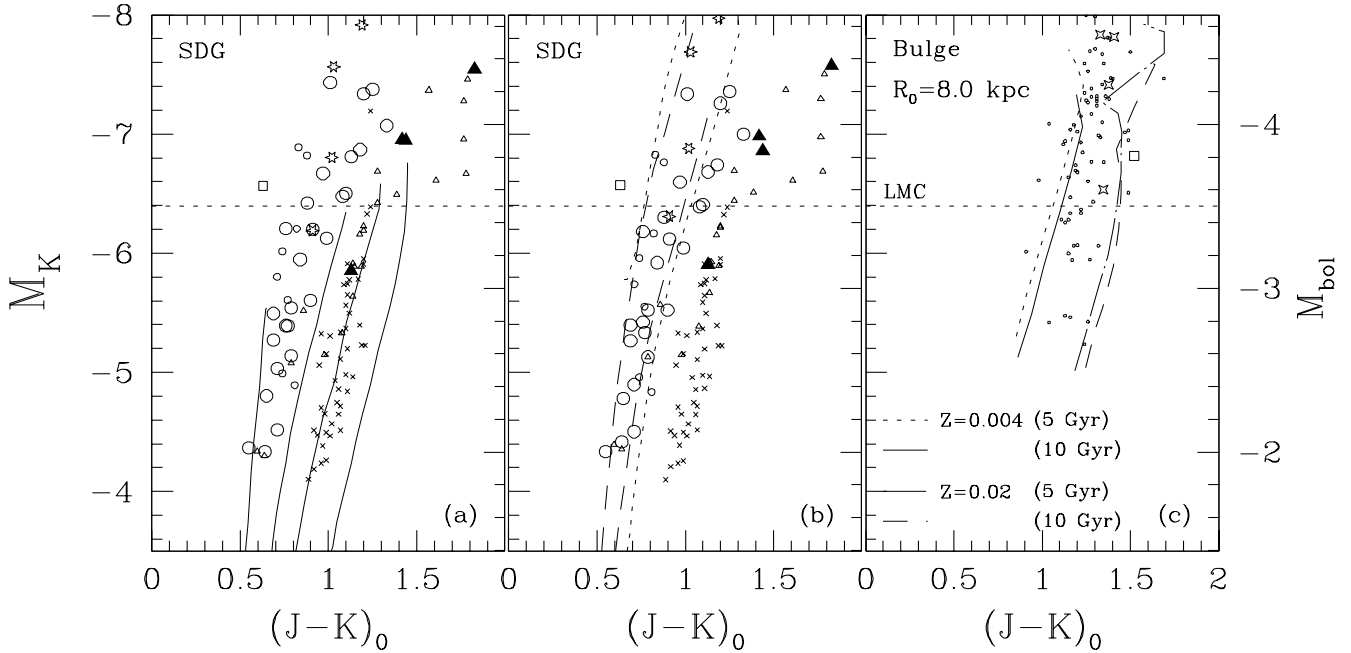 SDG
SDG
Bulge
R0=8.0 kpc
LMC
Z=0.004 (5 Gyr)
(10 Gyr)
Z=0.02 (5 Gyr)
(10 Gyr)
(a)
(b)
(c)
−8
−7
−6
−5
−4
MK
−4
−3
−2
Mbol
0 0.5 1 1.5 0 0.5 1 1.5 0 0.5 1 1.5 2
(J−K)0 (J−K)0 (J−K)0